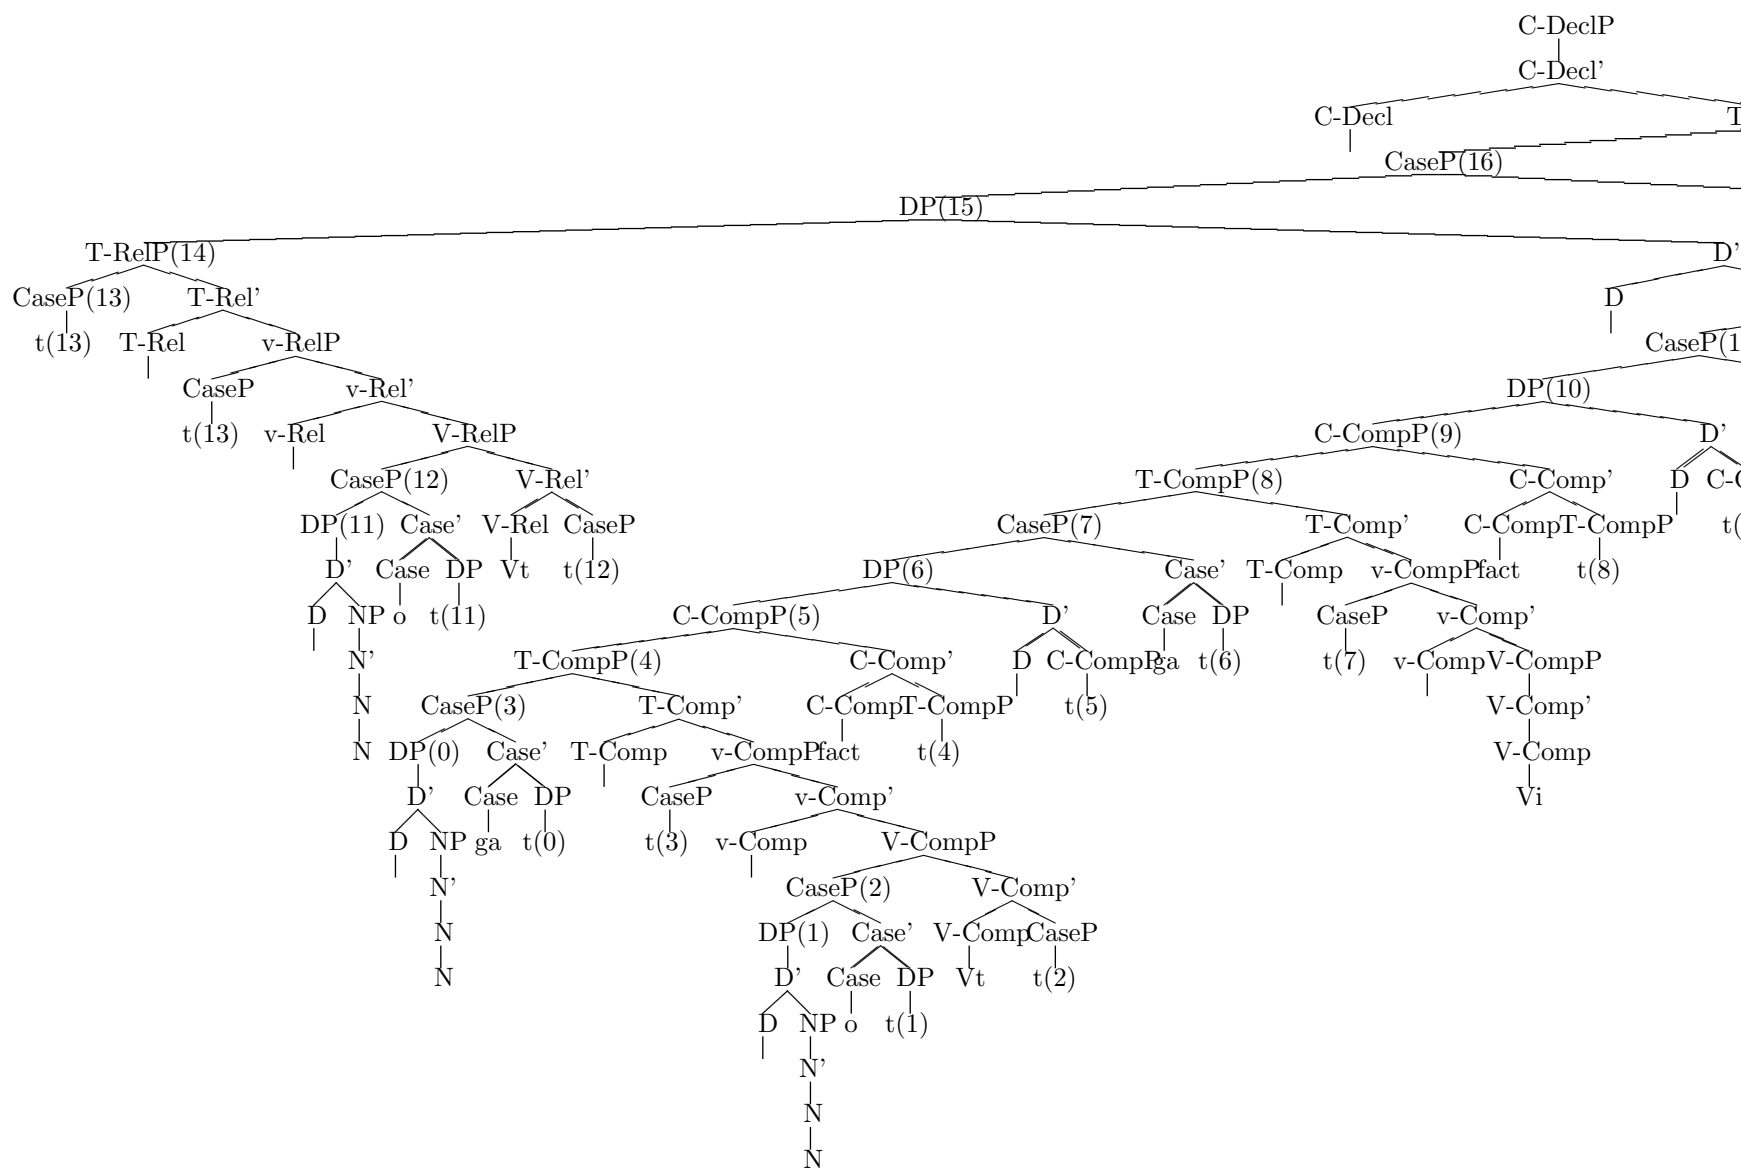 C-DeclP
C-Decl'
C-Decl T
CaseP(16)
DP(15)
T-RelP(14) D'
CaseP(13) T-Rel' D
t(13) T-Rel v-RelP CaseP(1
CaseP v-Rel' DP(10)
t(13) v-Rel V-RelP C-CompP(9) D'
CaseP(12) V-Rel' T-CompP(8) C-Comp' D C-C
DP(11) Case' V-Rel CaseP CaseP(7) T-Comp' C-Comp T-CompP t(
D' Case DP Vt t(12) DP(6) Case' T-Comp v-CompP fact t(8)
D NP o t(11) C-CompP(5) D' Case DP CaseP v-Comp'
N' T-CompP(4) C-Comp' D C-CompP ga t(6) t(7) v-Comp V-CompP
N CaseP(3) T-Comp' C-Comp T-CompP t(5) V-Comp'
N DP(0) Case' T-Comp v-CompP fact t(4) V-Comp
D' Case DP CaseP v-Comp' Vi
D NP ga t(0) t(3) v-Comp V-CompP
N' CaseP(2) V-Comp'
N DP(1) Case' V-Comp CaseP
N D' Case DP Vt t(2)
D NP o t(1)
N'
N
N